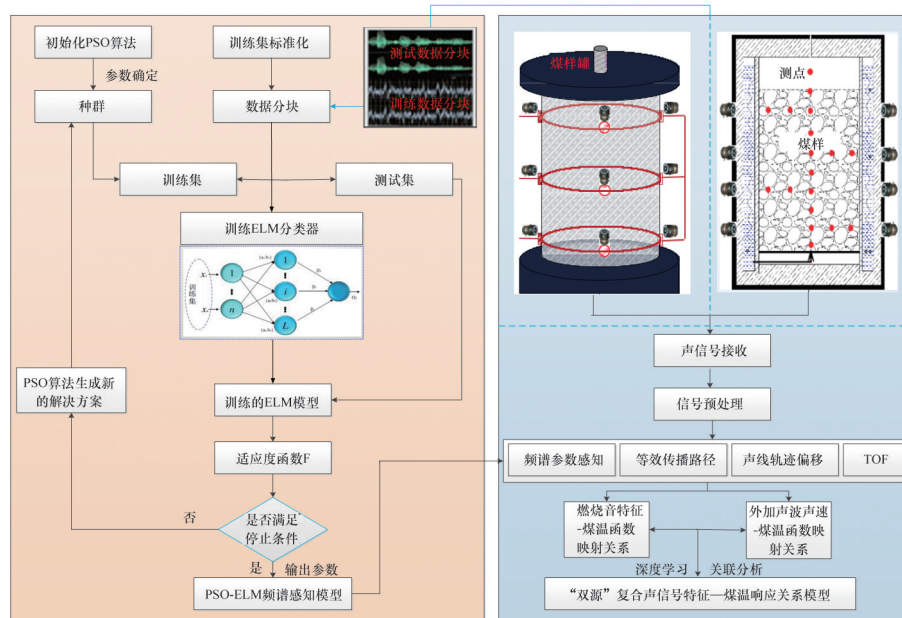 初始化PSO算法
训练集标准化
参数确定
种群
数据分块
测试数据分块
训练数据分块
训练集
测试集
训练ELM分类器
训练集
1
n
1
i
L
PSO算法生成新
的解决方案
训练的ELM模型
适应度函数F
否
是否满足
停止条件
是
输出参数
PSO-ELM频谱感知模型
煤样罐
测点
煤样
声信号接收
信号预处理
频谱参数感知
等效传播路径
声线轨迹偏移
TOF
燃烧音特征
-煤温函数
映射关系
外加声波声速
-煤温函数映
射关系
深度学习
关联分析
“双源”复合声信号特征—煤温响应关系模型